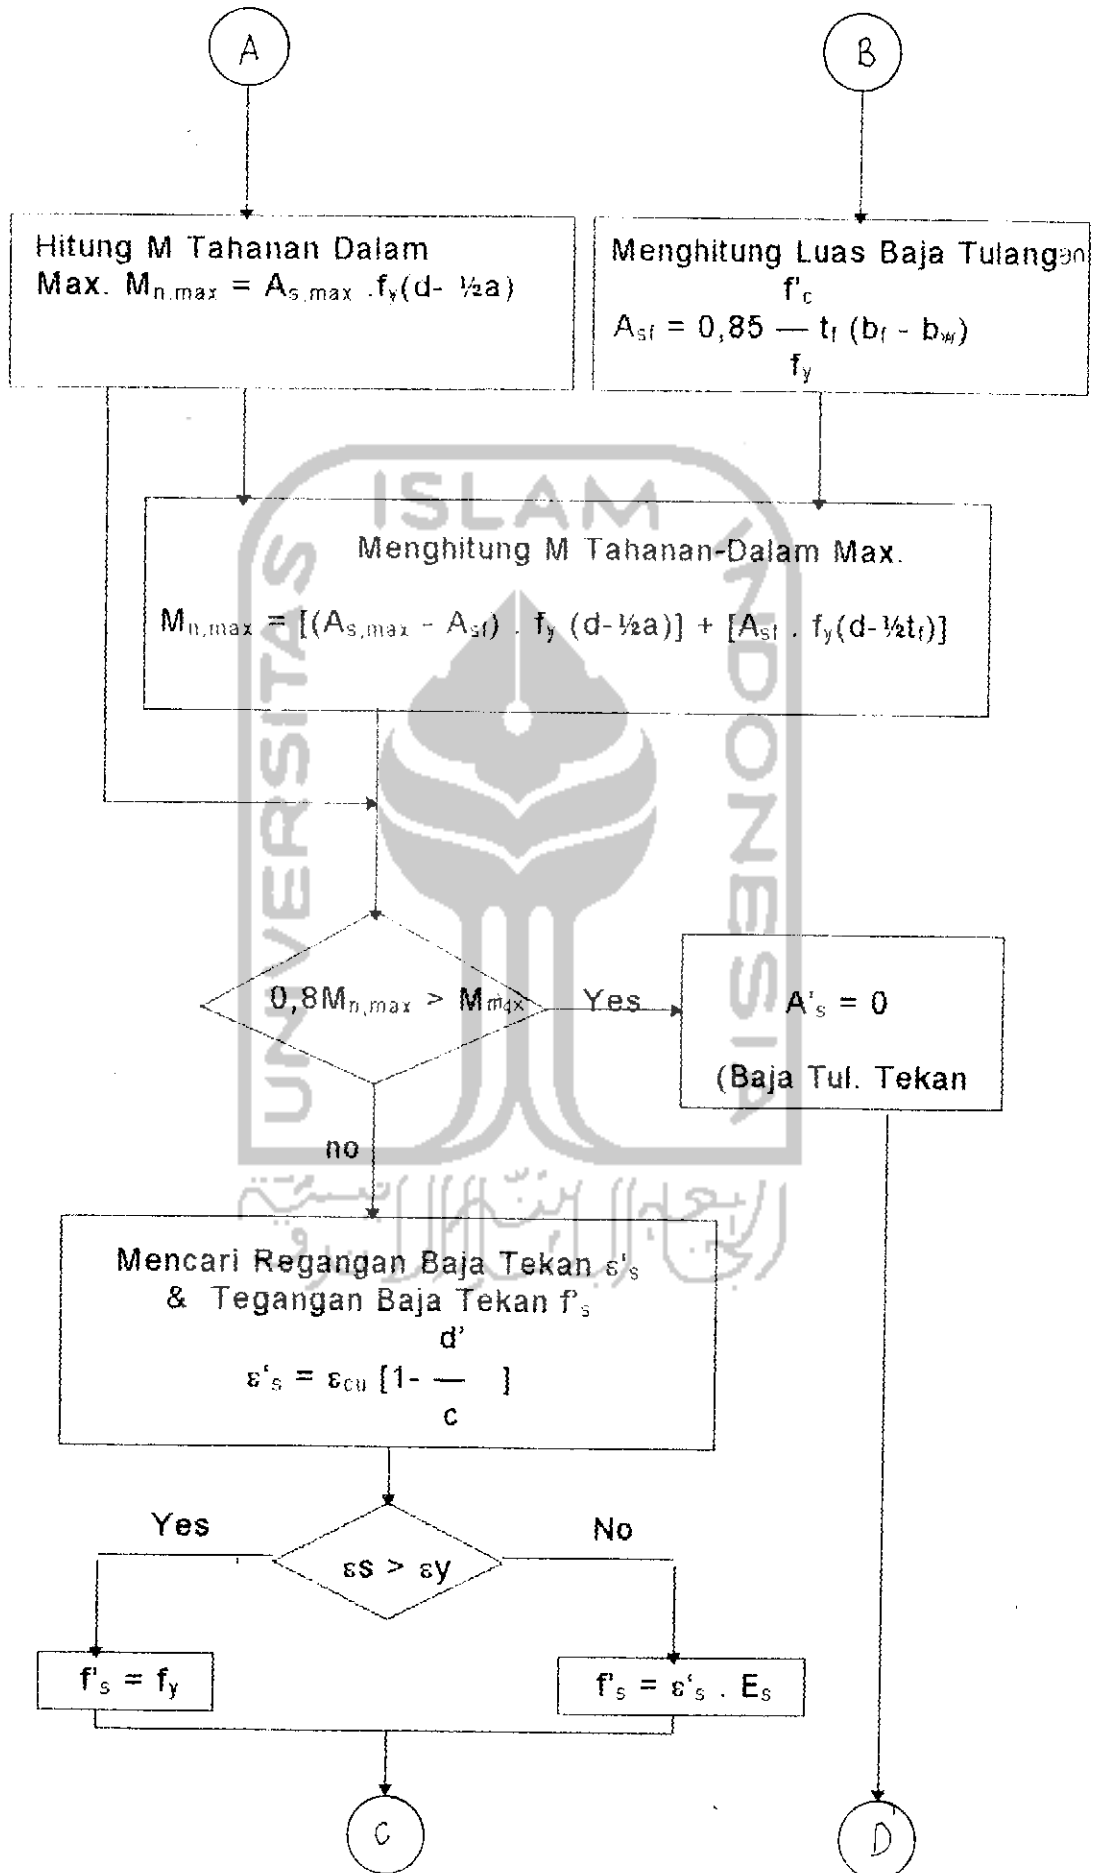 A
B
Hitung M Tahanan Dalam
Max. Mn,max = As,max .fy(d- ½a)
Menghitung Luas Baja Tulangan
f'c
Asf = 0,85 — tf (bf - bw)
fy
ISLAM
UNIVERSITAS
INDONESIA
Menghitung M Tahanan-Dalam Max.
Mn,max = [(As,max - Asf) . fy (d-½a)] + [Asf . fy(d-½tf)]
0,8Mn,max > Mmax
Yes
A's = 0
(Baja Tul. Tekan
no
Mencari Regangan Baja Tekan ε's
& Tegangan Baja Tekan f's
d'
ε's = εcu [1- — ]
c
Yes
εs > εy
No
f's = fy
f's = ε's . Es
C
D